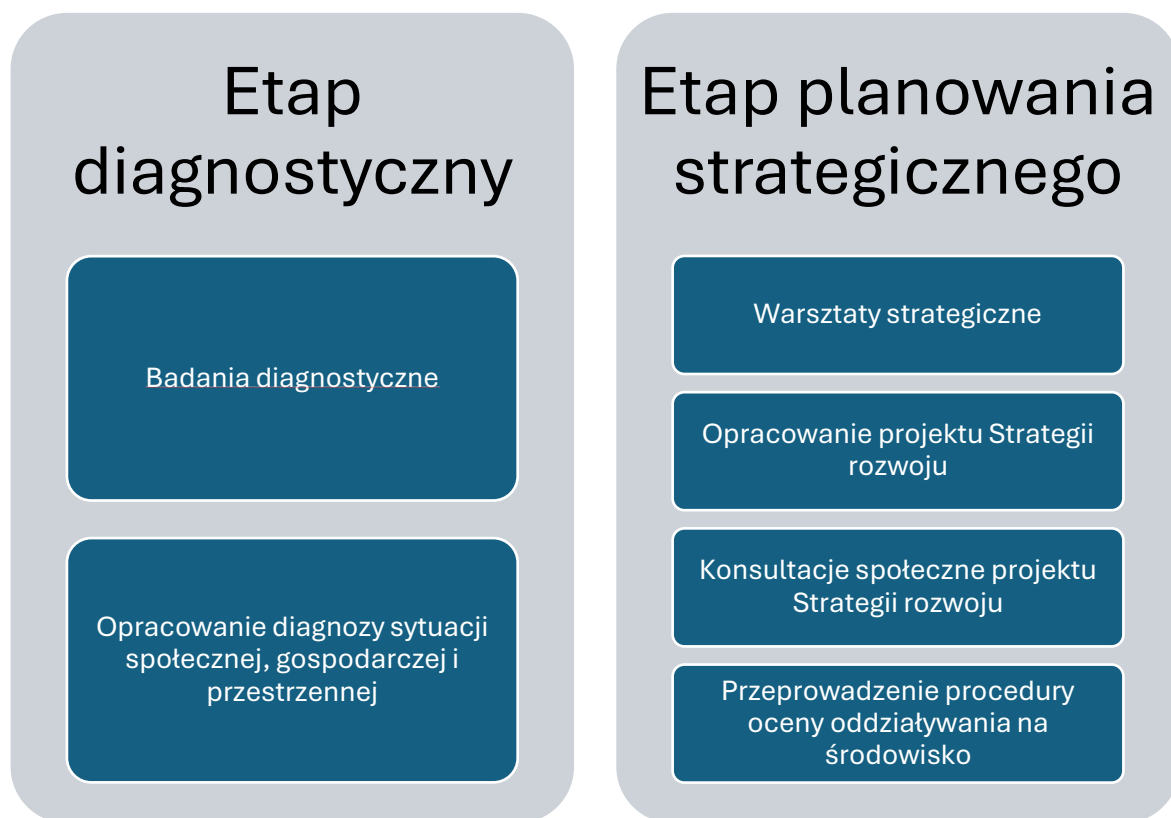 Etap
diagnostyczny
Badania diagnostyczne
Opracowanie diagnozy sytuacji
społecznej, gospodarczej i
przestrzennej
Etap planowania
strategicznego
Warsztaty strategiczne
Opracowanie projektu Strategii
rozwoju
Konsultacje społeczne projektu
Strategii rozwoju
Przeprowadzenie procedury
oceny oddziaływania na
środowisko